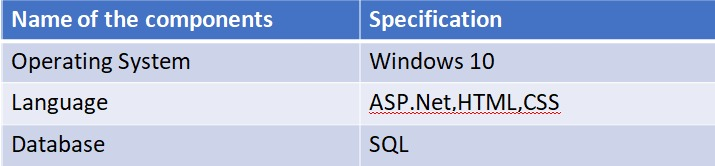 Name of the components Specification
Operating System Windows 10
Language ASP.Net,HTML,CSS
Database SQL